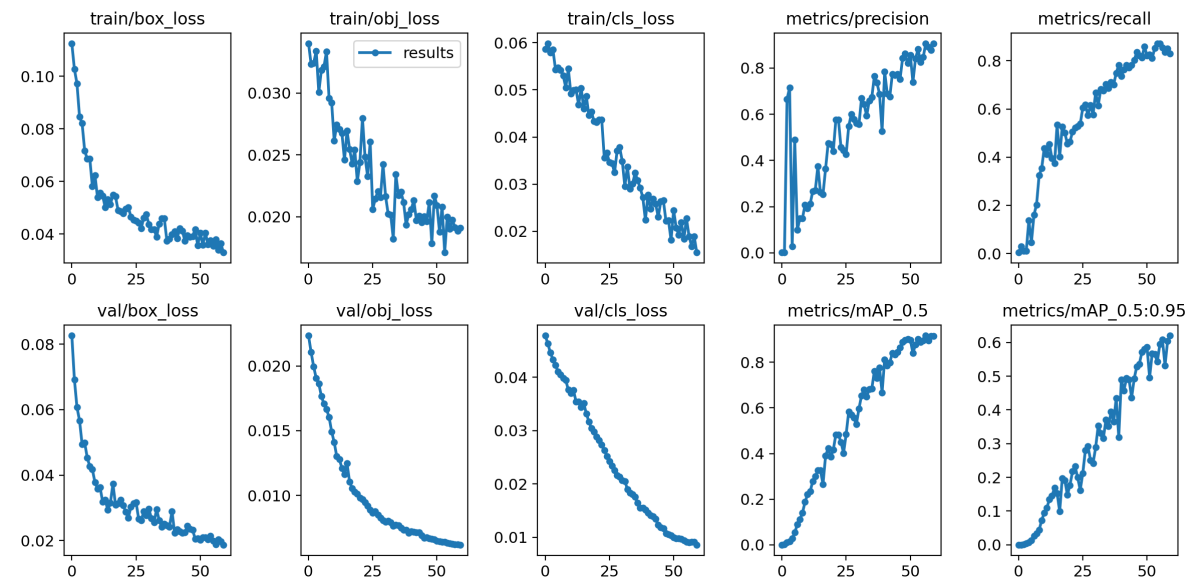 train/box_loss
train/obj_loss
train/cls_loss
metrics/precision
metrics/recall
results
0.10
0.08
0.06
0.04
0.030
0.025
0.020
0.06
0.05
0.04
0.03
0.02
0.8
0.6
0.4
0.2
0.0
0.8
0.6
0.4
0.2
0.0
0 25 50
0 25 50
0 25 50
0 25 50
0 25 50
val/box_loss
val/obj_loss
val/cls_loss
metrics/mAP_0.5
metrics/mAP_0.5:0.95
0.08
0.06
0.04
0.02
0.020
0.015
0.010
0.04
0.03
0.02
0.01
0.8
0.6
0.4
0.2
0.0
0.6
0.5
0.4
0.3
0.2
0.1
0.0
0 25 50
0 25 50
0 25 50
0 25 50
0 25 50